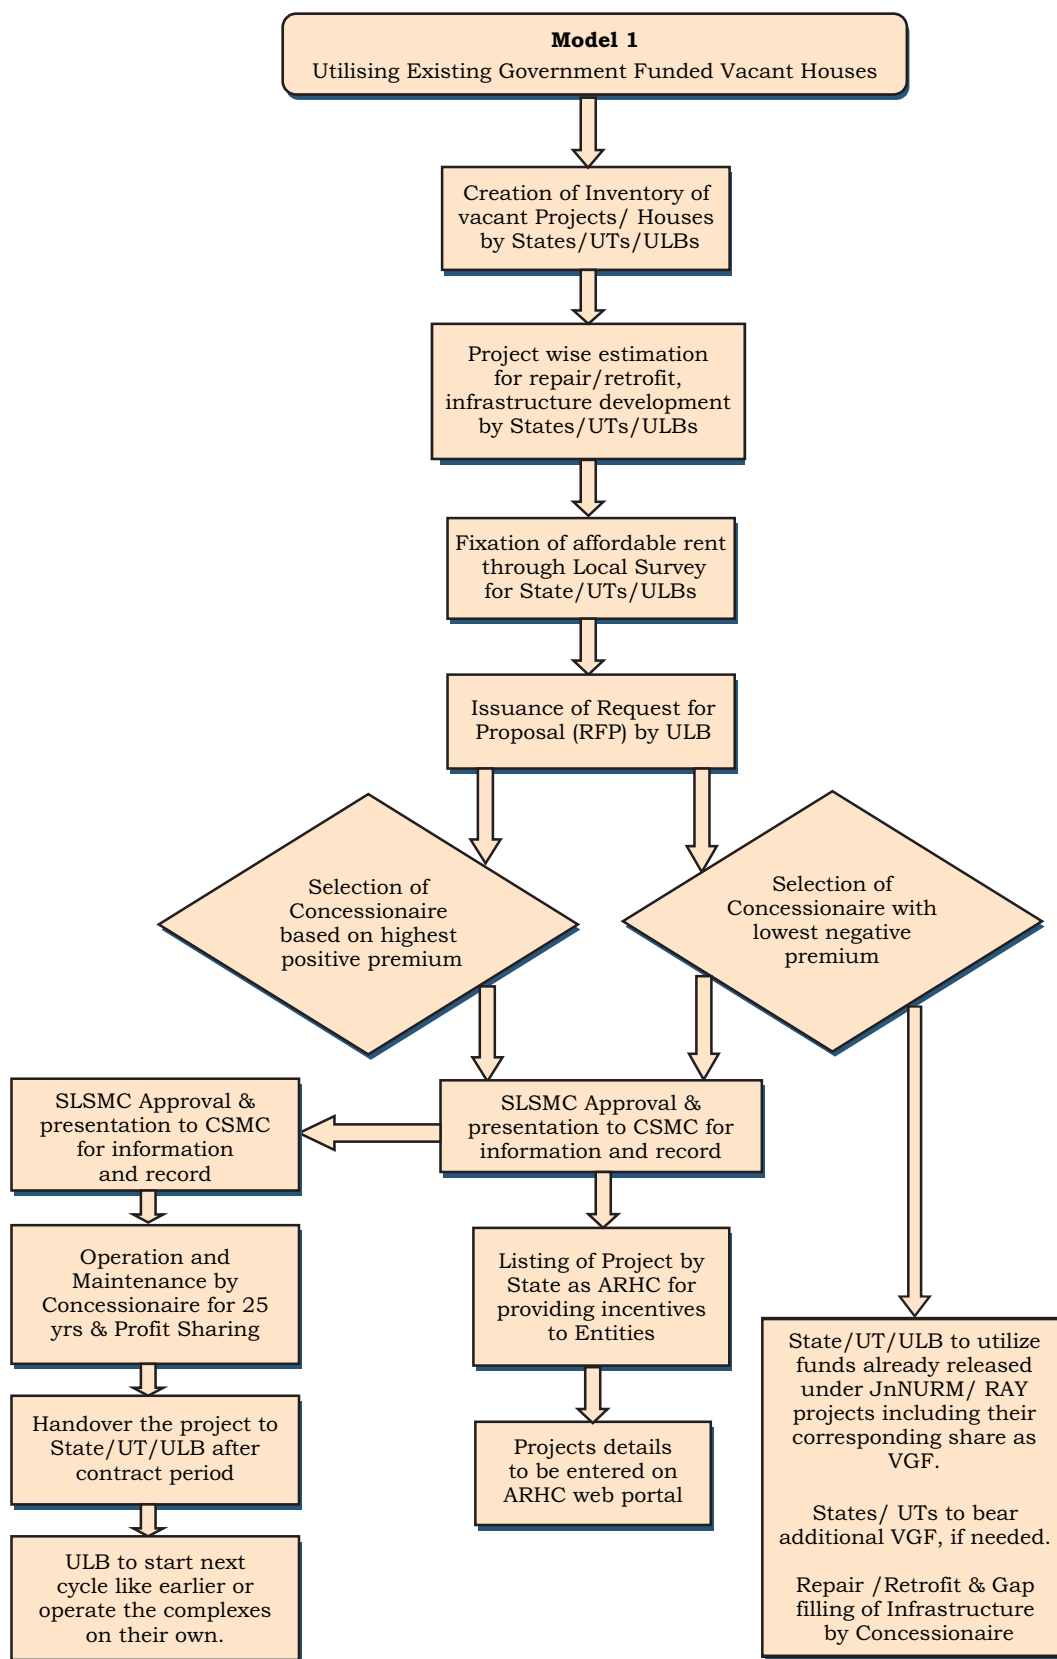 Model 1
Utilising Existing Government Funded Vacant Houses
Creation of Inventory of
vacant Projects/ Houses
by States/UTs/ULBs
Project wise estimation
for repair/retrofit,
infrastructure development
by States/UTs/ULBs
Fixation of affordable rent
through Local Survey
for State/UTs/ULBs
Issuance of Request for
Proposal (RFP) by ULB
Selection of
Concessionaire
based on highest
positive premium
Selection of
Concessionaire with
lowest negative
premium
SLSMC Approval &
presentation to CSMC
for information
and record
SLSMC Approval &
presentation to CSMC for
information and record
Operation and
Maintenance by
Concessionaire for 25
yrs & Profit Sharing
Listing of Project by
State as ARHC for
providing incentives
to Entities
State/UT/ULB to utilize
funds already released
under JnNURM/ RAY
projects including their
corresponding share as
VGF.
States/ UTs to bear
additional VGF, if needed.
Repair /Retrofit & Gap
filling of Infrastructure
by Concessionaire
Handover the project to
State/UT/ULB after
contract period
Projects details
to be entered on
ARHC web portal
ULB to start next
cycle like earlier or
operate the complexes
on their own.